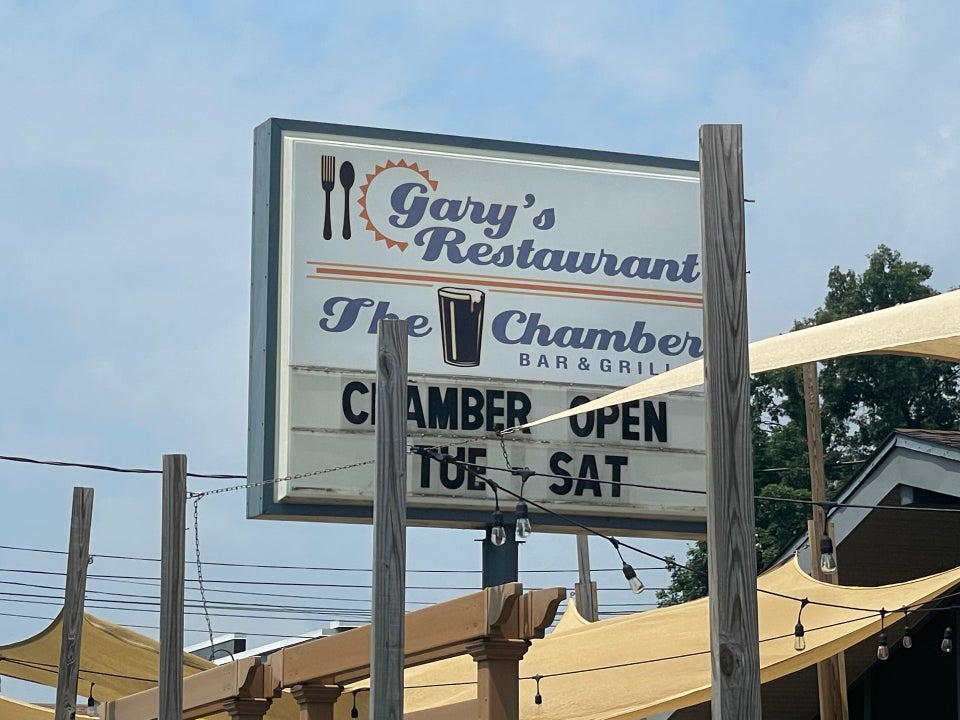 Gary's
Restaurant
The Chamber
BAR & GRILL
CHAMBER OPEN
TUE - SAT